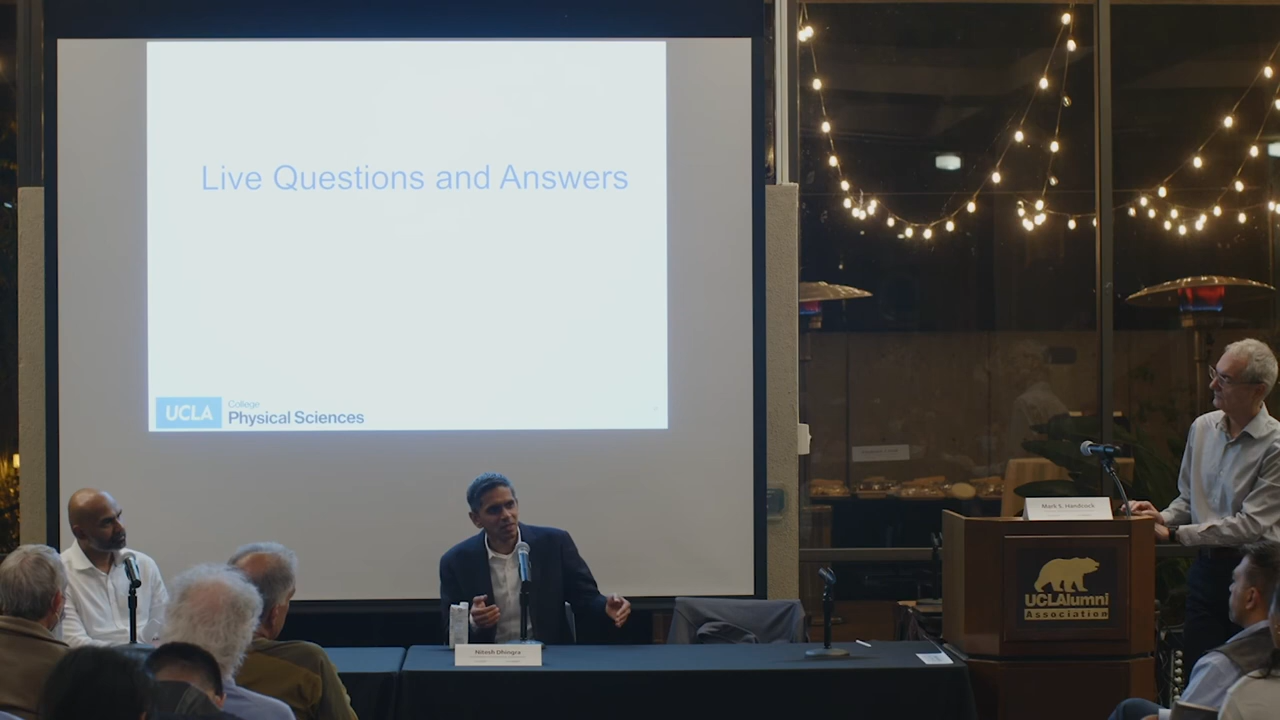 Live Questions and Answers
UCLA
College
Physical Sciences
Nitesh Dhingra
Mark S. Handcock
UCLAlumni
Association